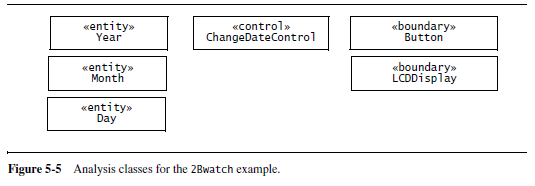 «entity»
Year
«control»
ChangeDateControl
«boundary»
Button
«entity»
Month
«boundary»
LCDDisplay
«entity»
Day
Figure 5-5 Analysis classes for the 2Bwatch example.